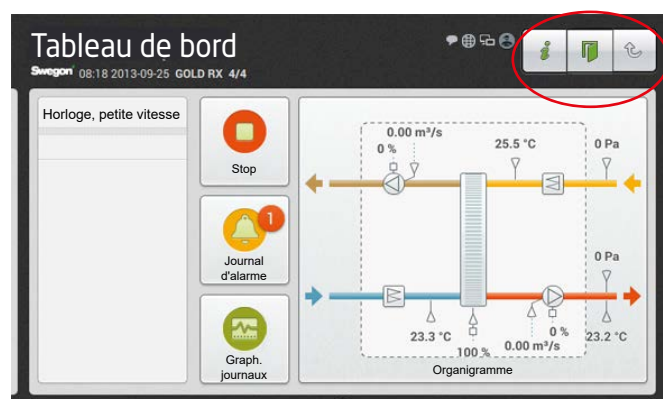 Tableau de bord
Swegon 08:18 2013-09-25 GOLD RX 4/4
i
Horloge, petite vitesse
Stop
1
Journal
d'alarme
Graph.
journaux
0.00 m³/s
0 %
25.5 °C
0 Pa
0 Pa
23.3 °C
100 %
0.00 m³/s
0 %
23.2 °C
Organigramme